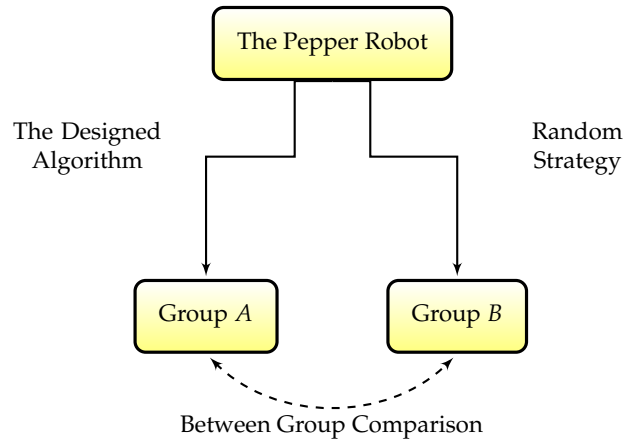 The Pepper Robot
The Designed
Algorithm
Random
Strategy
Group A
Group B
Between Group Comparison